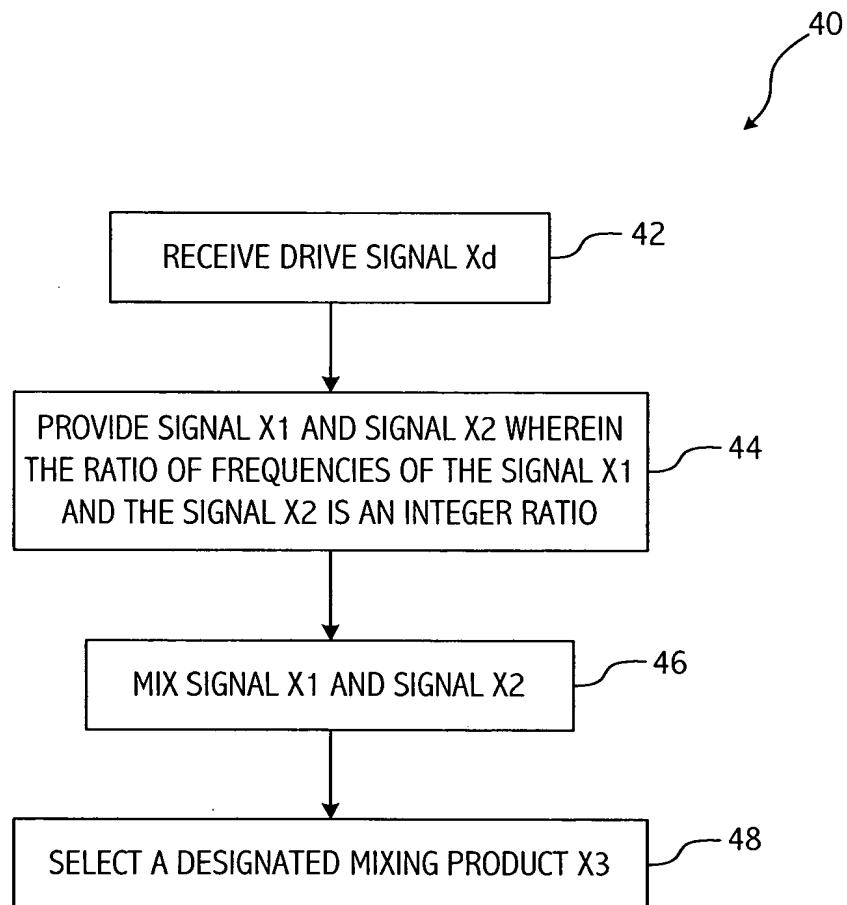 40
RECEIVE DRIVE SIGNAL Xd
42
PROVIDE SIGNAL X1 AND SIGNAL X2 WHEREIN
THE RATIO OF FREQUENCIES OF THE SIGNAL X1
AND THE SIGNAL X2 IS AN INTEGER RATIO
44
MIX SIGNAL X1 AND SIGNAL X2
46
SELECT A DESIGNATED MIXING PRODUCT X3
48